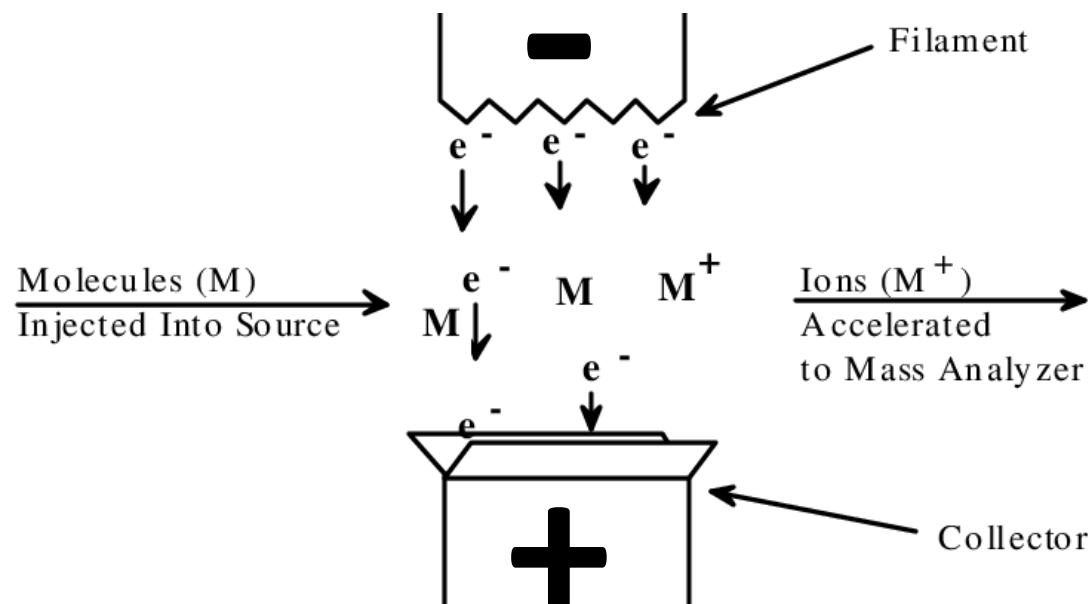 Filament
e - e - e -
Molecules (M)
Injected Into Source
e - M M+
M
Ions (M+)
Accelerated
to Mass Analyzer
e -
e -
Collector